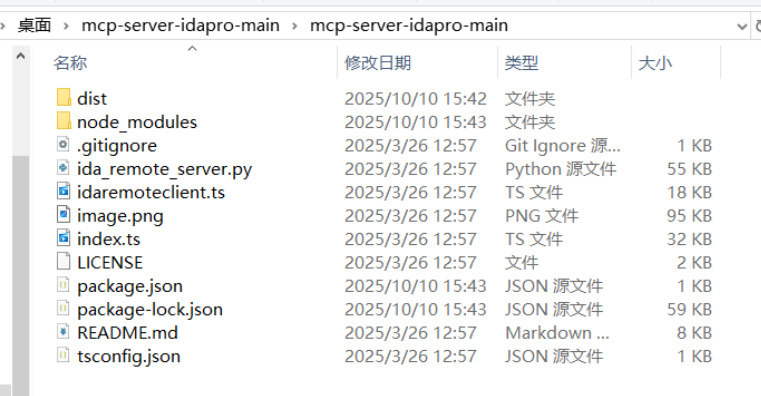 桌面 > mcp-server-idapro-main > mcp-server-idapro-main
名称 修改日期 类型 大小
dist 2025/10/10 15:42 文件夹
node_modules 2025/10/10 15:43 文件夹
.gitignore 2025/3/26 12:57 Git Ignore 源... 1 KB
ida_remote_server.py 2025/3/26 12:57 Python 源文件 55 KB
idaremoteclient.ts 2025/3/26 12:57 TS 文件 18 KB
image.png 2025/3/26 12:57 PNG 文件 95 KB
index.ts 2025/3/26 12:57 TS 文件 32 KB
LICENSE 2025/3/26 12:57 文件 2 KB
package.json 2025/10/10 15:43 JSON 源文件 1 KB
package-lock.json 2025/10/10 15:43 JSON 源文件 59 KB
README.md 2025/3/26 12:57 Markdown ... 8 KB
tsconfig.json 2025/3/26 12:57 JSON 源文件 1 KB